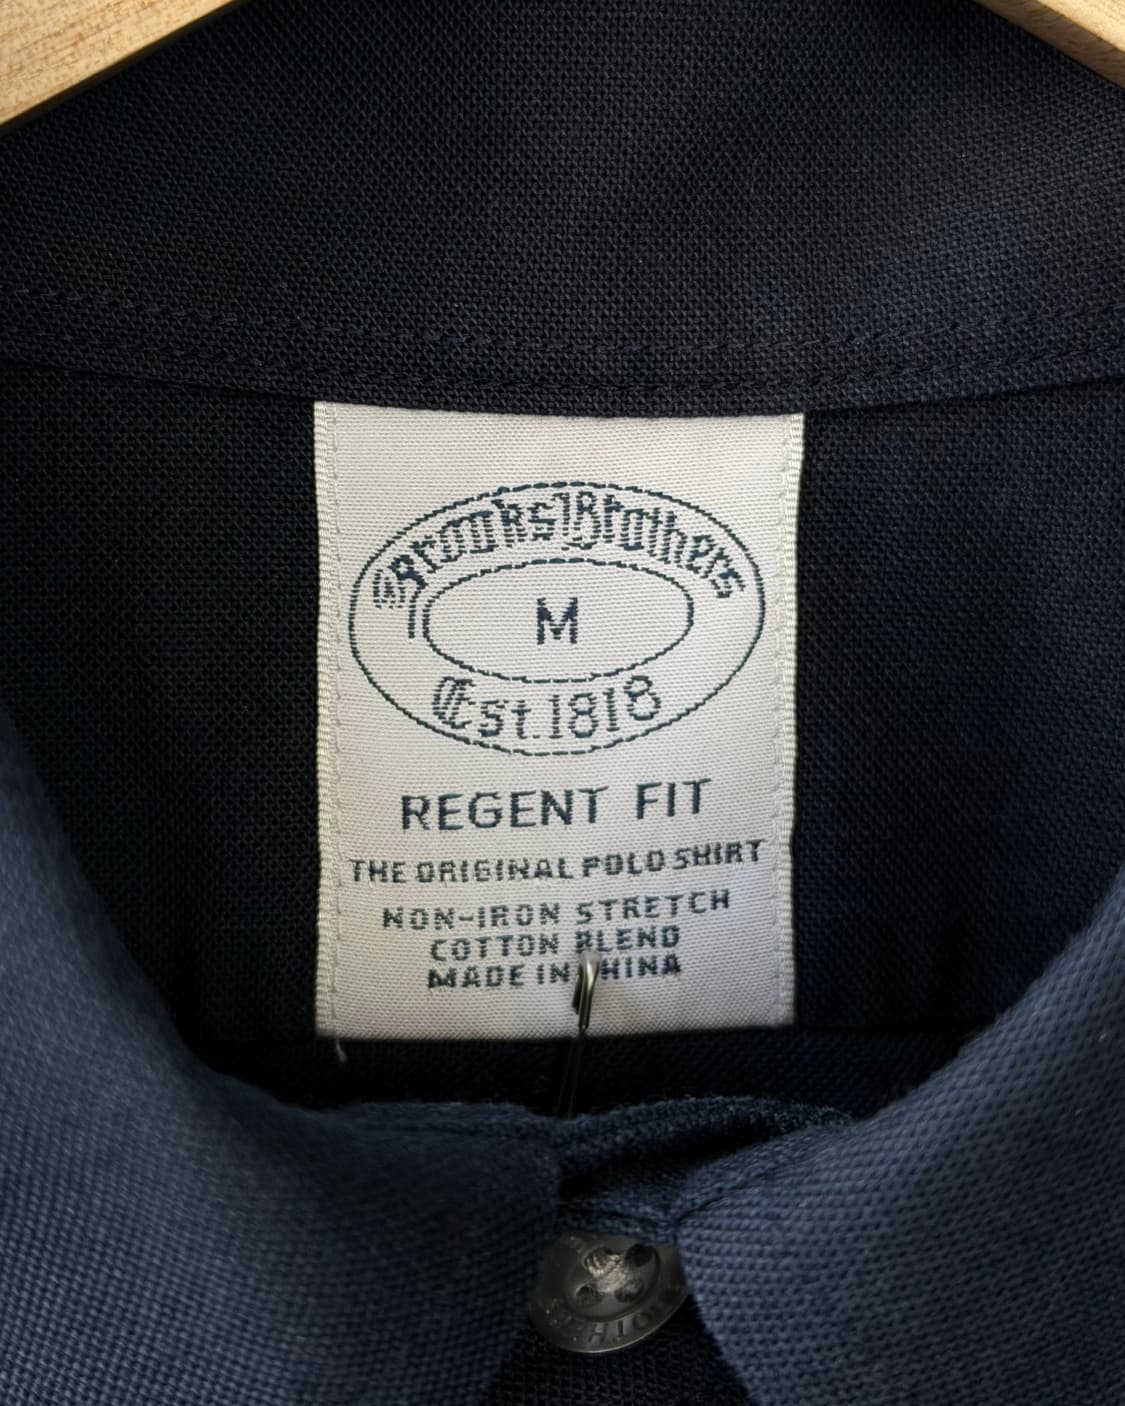 Brooks Brothers
M
Est. 1818
REGENT FIT
THE ORIGINAL POLO SHIRT
NON-IRON STRETCH
COTTON BLEND
MADE IN CHINA